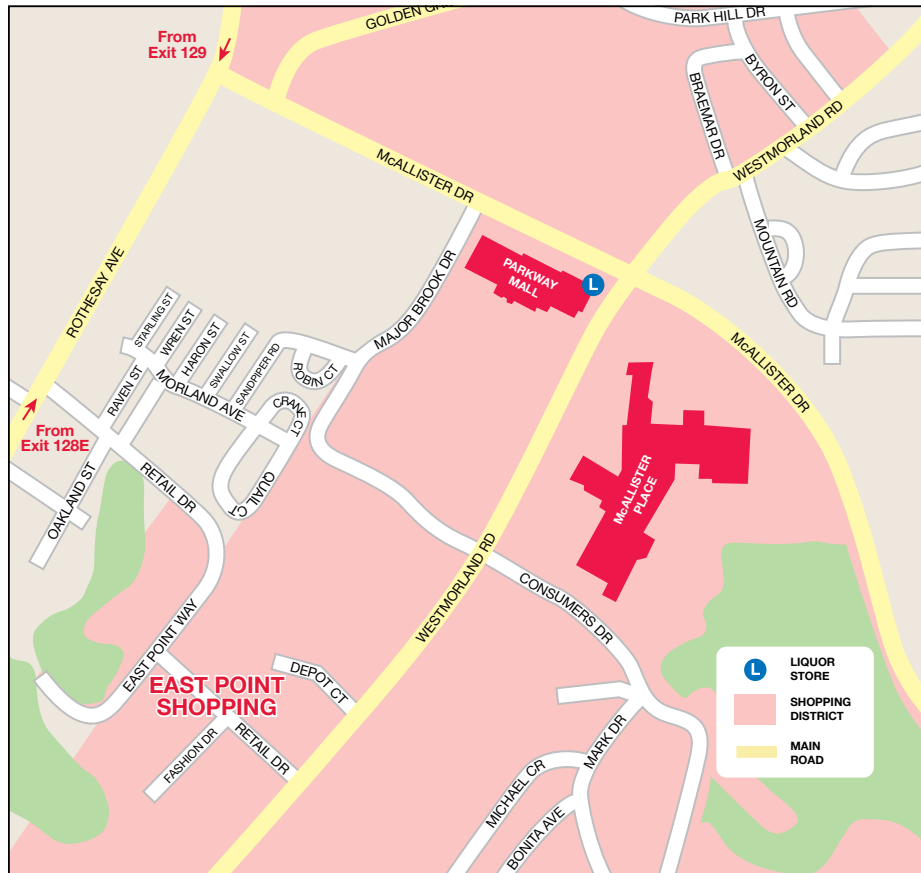 GOLDEN GR
PARK HILL DR
From
Exit 129
BYRON ST
BRAEMAR DR
WESTMORLAND RD
McALLISTER DR
MOUNTAIN RD
ROTHESAY AVE
PARKWAY
MALL
L
MAJOR BROOK DR
STARLING ST
WREN ST
HARON ST
SWALLOW ST
SANDPIPER RD
ROBIN CT
McALLISTER DR
RAVEN ST
MORLAND AVE
CRANE CT
From
Exit 128E
QUAIL CT
OAKLAND ST
RETAIL DR
McALLISTER
PLACE
WESTMORLAND RD
CONSUMERS DR
EAST POINT WAY
EAST POINT
SHOPPING
DEPOT CT
FASHION DR
RETAIL DR
MARK DR
MICHAEL CR
BONITA AVE
L
LIQUOR
STORE
SHOPPING
DISTRICT
MAIN
ROAD